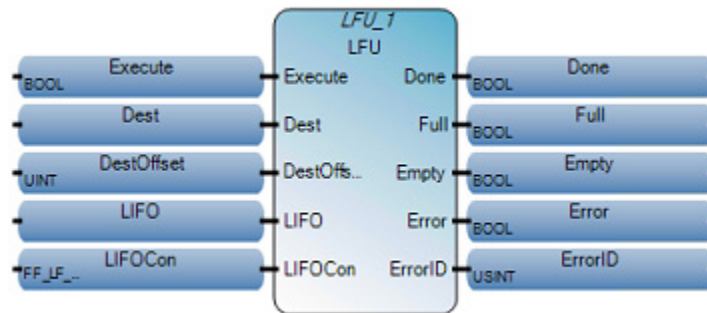 LFU_1
LFU
Execute
BOOL
Execute
Done
Done
BOOL
Dest
Dest
Full
Full
BOOL
DestOffset
UINT
DestOffs...
Empty
Empty
BOOL
LIFO
LIFO
Error
Error
BOOL
LIFOCon
FF_LF_..
LIFOCon
ErrorID
ErrorID
USINT